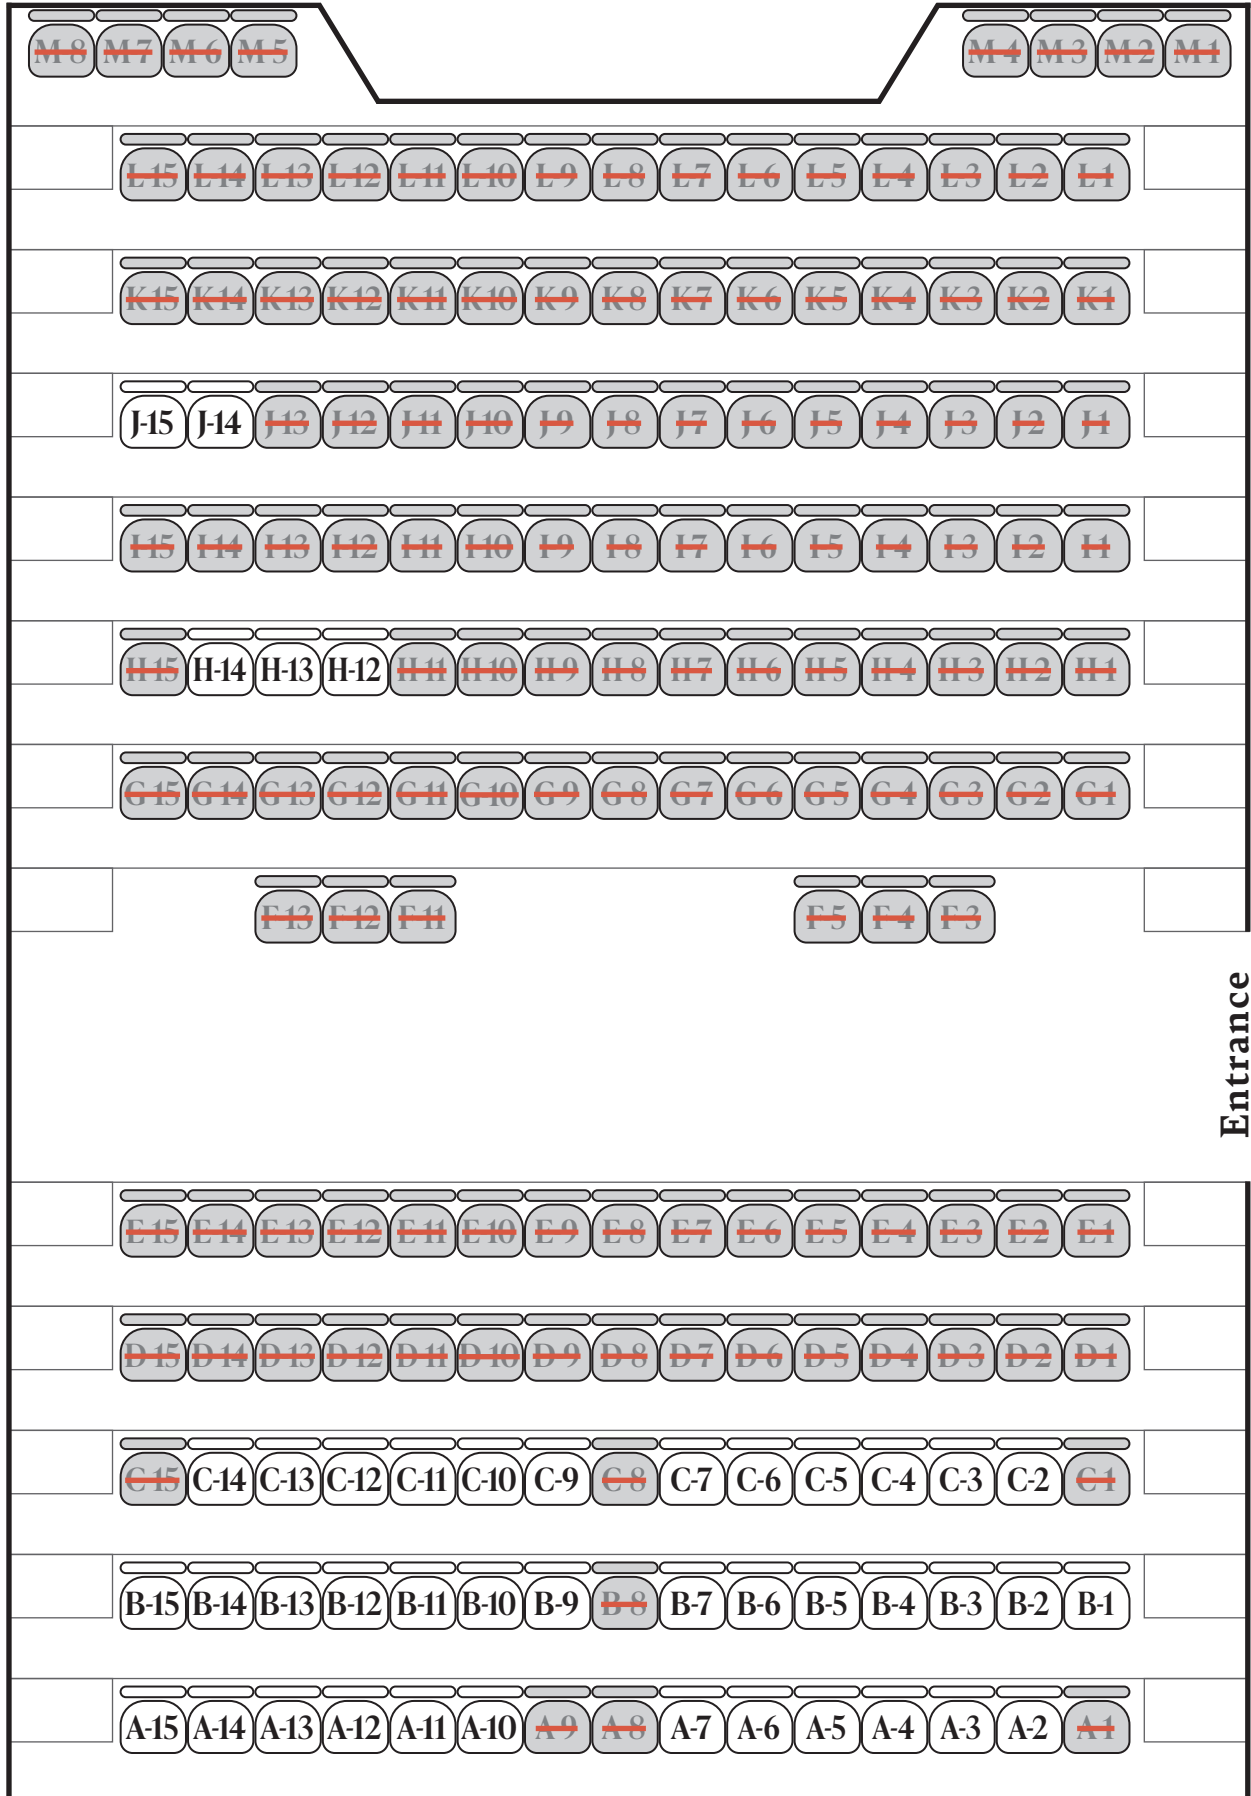 M-8 M-7 M-6 M-5 M-4 M-3 M-2 M-1
L-15 L-14 L-13 L-12 L-11 L-10 L-9 L-8 L-7 L-6 L-5 L-4 L-3 L-2 L-1
K-15 K-14 K-13 K-12 K-11 K-10 K-9 K-8 K-7 K-6 K-5 K-4 K-3 K-2 K-1
J-15 J-14 J-13 J-12 J-11 J-10 J-9 J-8 J-7 J-6 J-5 J-4 J-3 J-2 J-1
I-15 I-14 I-13 I-12 I-11 I-10 I-9 I-8 I-7 I-6 I-5 I-4 I-3 I-2 I-1
H-15 H-14 H-13 H-12 H-11 H-10 H-9 H-8 H-7 H-6 H-5 H-4 H-3 H-2 H-1
G-15 G-14 G-13 G-12 G-11 G-10 G-9 G-8 G-7 G-6 G-5 G-4 G-3 G-2 G-1
F-13 F-12 F-11 F-5 F-4 F-3
Entrance
E-15 E-14 E-13 E-12 E-11 E-10 E-9 E-8 E-7 E-6 E-5 E-4 E-3 E-2 E-1
D-15 D-14 D-13 D-12 D-11 D-10 D-9 D-8 D-7 D-6 D-5 D-4 D-3 D-2 D-1
C-15 C-14 C-13 C-12 C-11 C-10 C-9 C-8 C-7 C-6 C-5 C-4 C-3 C-2 C-1
B-15 B-14 B-13 B-12 B-11 B-10 B-9 B-8 B-7 B-6 B-5 B-4 B-3 B-2 B-1
A-15 A-14 A-13 A-12 A-11 A-10 A-9 A-8 A-7 A-6 A-5 A-4 A-3 A-2 A-1